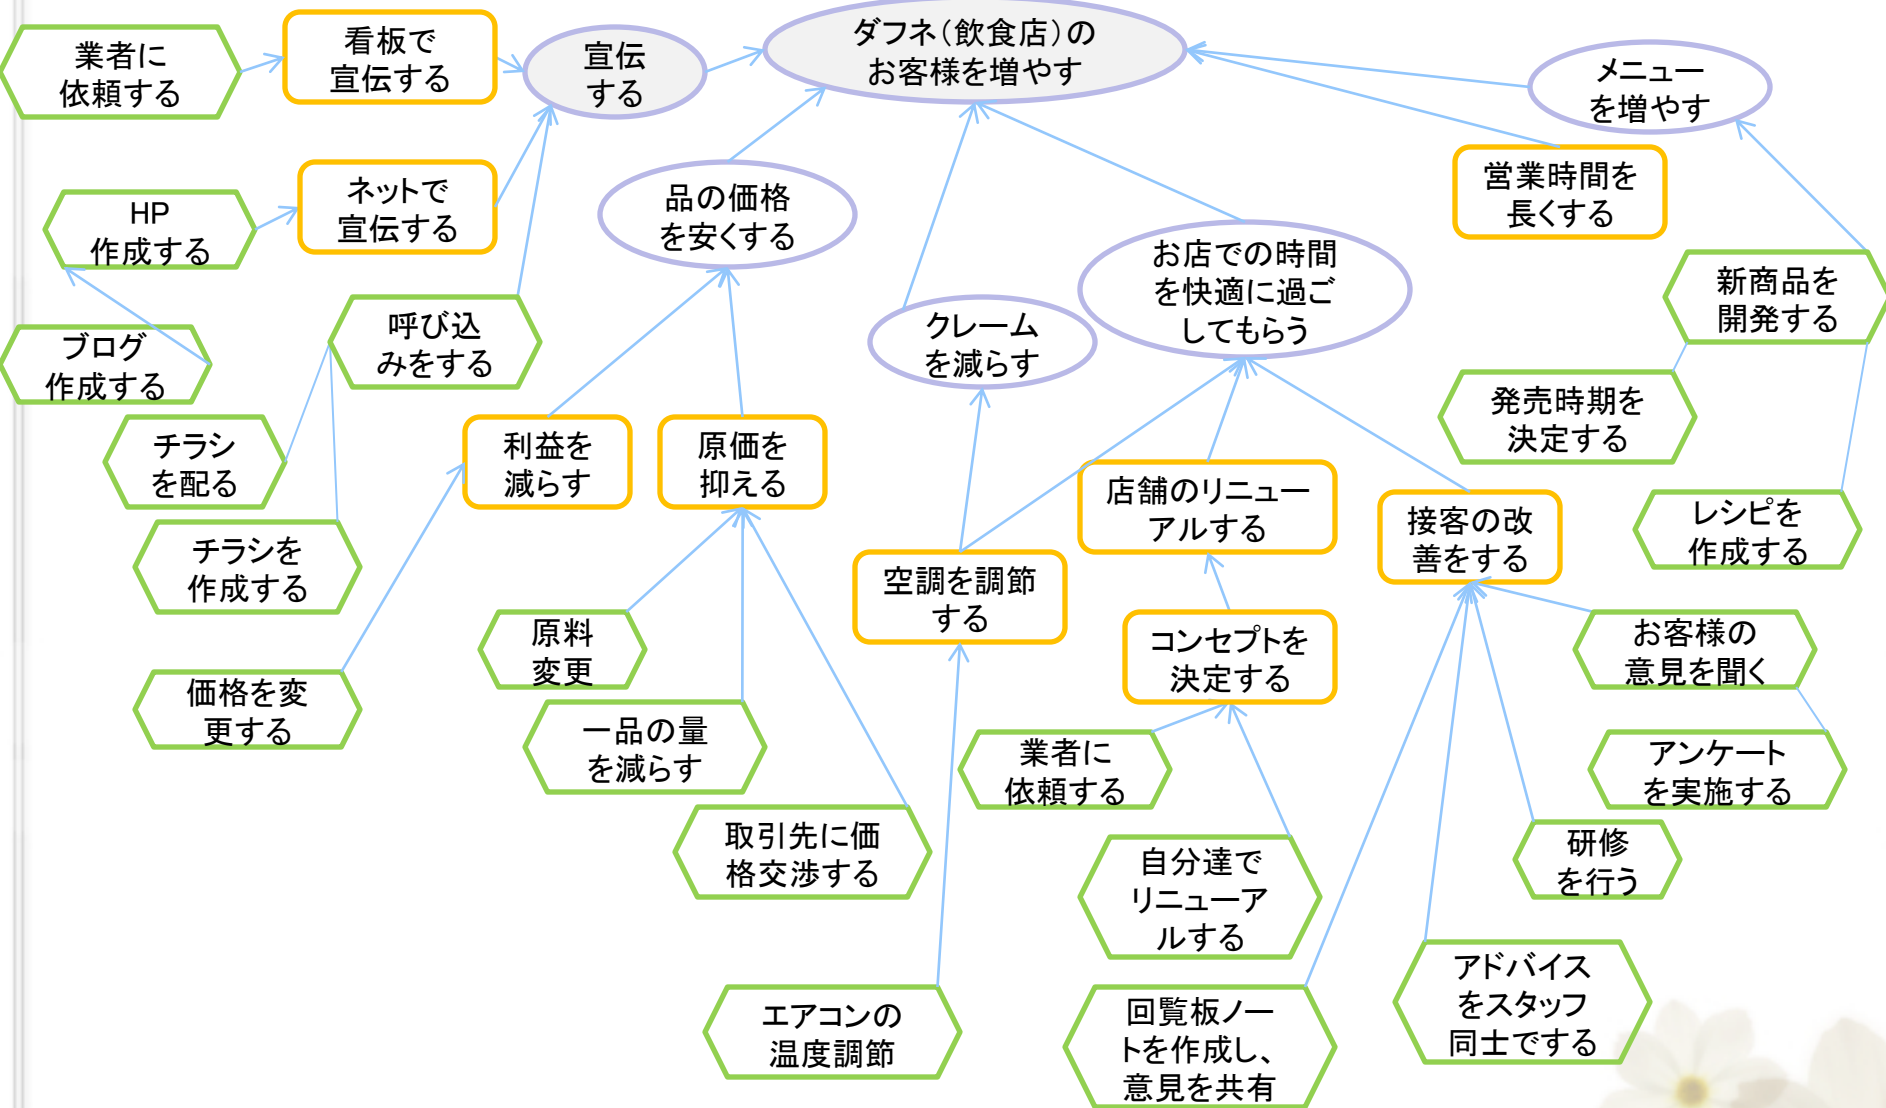 業者に
依頼する
看板で
宣伝する
宣伝
する
ダフネ（飲食店）の
お客様を増やす
メニュー
を増やす
HP
作成する
ネットで
宣伝する
品の価格
を安くする
お店での時間
を快適に過ご
してもらう
営業時間を
長くする
新商品を
開発する
ブログ
作成する
呼び込
みをする
クレーム
を減らす
発売時期を
決定する
チラシ
を配る
利益を
減らす
原価を
抑える
店舗のリニュー
アルする
接客の改
善をする
レシピを
作成する
チラシを
作成する
空調を調節
する
原料
変更
コンセプトを
決定する
お客様の
意見を聞く
価格を変
更する
一品の量
を減らす
業者に
依頼する
アンケート
を実施する
取引先に価
格交渉する
自分達で
リニューア
ルする
研修
を行う
エアコンの
温度調節
回覧板ノー
トを作成し、
意見を共有
アドバイス
をスタッフ
同士でする